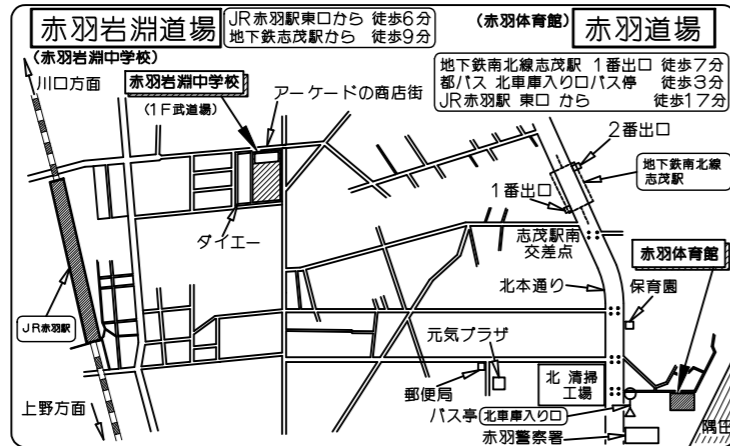 赤羽岩淵道場
JR赤羽駅東口から 徒歩6分
地下鉄志茂駅から 徒歩9分
(赤羽体育館)
赤羽道場
(赤羽岩淵中学校)
地下鉄南北線志茂駅 1番出口 徒歩7分
都バス 北車庫入り口バス停 徒歩3分
JR赤羽駅 東口 から 徒歩17分
川口方面
赤羽岩淵中学校
(1F武道場)
アーケードの商店街
2番出口
地下鉄南北線
志茂駅
1番出口
ダイエー
志茂駅南
交差点
赤羽体育館
北本通り
保育園
JR赤羽駅
元気プラザ
郵便局
北 清掃
工場
上野方面
バス亭
北車庫入り口
赤羽警察署
隅田